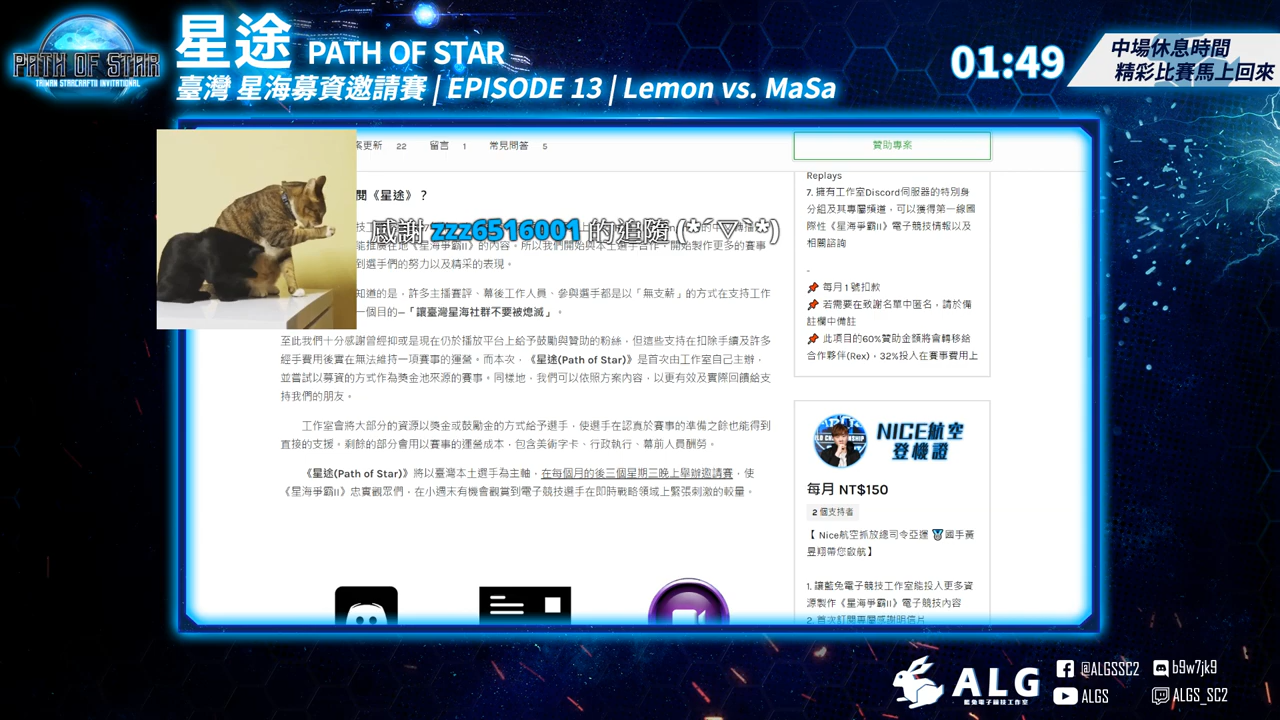 PATH OF STAR
TAIWAN STARCRAFT II INVITATIONAL
星途 PATH OF STAR
臺灣 星海募資邀請賽 | EPISODE 13 | Lemon vs. MaSa
01:49
中場休息時間
精彩比賽馬上回來
案更新 22 留言 1 常見問答 5
贊助專案
閱《星途》?
感謝 zzz6516001 的追隨 (*´▽`*)
能推廣在地《星海爭霸II》的內容。所以我們開始與本土選手合作,開始製作更多的賽事
到選手們的努力以及精采的表現。
知道的是,許多主播賽評、幕後工作人員、參與選手都是以「無支薪」的方式在支持工作
一個目的—「讓臺灣星海社群不要被熄滅」。
至此我們十分感謝曾經抑或是現在仍於播放平台上給予鼓勵與贊助的粉絲,但這些支持在扣除手續及許多
經手費用後實在無法維持一項賽事的運營。而本次,《星途(Path of Star)》是首次由工作室自己主辦,
並嘗試以募資的方式作為獎金池來源的賽事。同樣地,我們可以依照方案內容,以更有效及實際回饋給支
持我們的朋友。
工作室會將大部分的資源以獎金或鼓勵金的方式給予選手,使選手在認真於賽事的準備之餘也能得到
直接的支援。剩餘的部分會用以賽事的運營成本,包含美術字卡、行政執行、幕前人員酬勞。
《星途(Path of Star)》將以臺灣本土選手為主軸,在每個月的後三個星期三晚上舉辦邀請賽,使
《星海爭霸II》忠實觀眾們,在小週末有機會觀賞到電子競技選手在即時戰略領域上緊張刺激的較量。
Replays
7. 擁有工作室Discord伺服器的特別身
分組及其專屬頻道,可以獲得第一線國
際性《星海爭霸II》電子競技情報以及
相關諮詢
-
📌 每月 1 號扣款
📌 若需要在致謝名單中匿名,請於備
註欄中備註
📌 此項目的60%贊助金額將會轉移給
合作夥伴(Rex),32%投入在賽事費用上
NICE航空
登機證
每月 NT$150
2 個支持者
【 Nice航空抓放總司令亞運 🥈國手黃
昱翔帶您啟航】
1. 讓藍兔電子競技工作室能投入更多資
源製作《星海爭霸II》電子競技內容
2. 首次訂閱專屬感謝明信片
ALG
藍兔電子競技工作室
@ALGSSC2
b9w7jk9
ALGS
ALGS_SC2